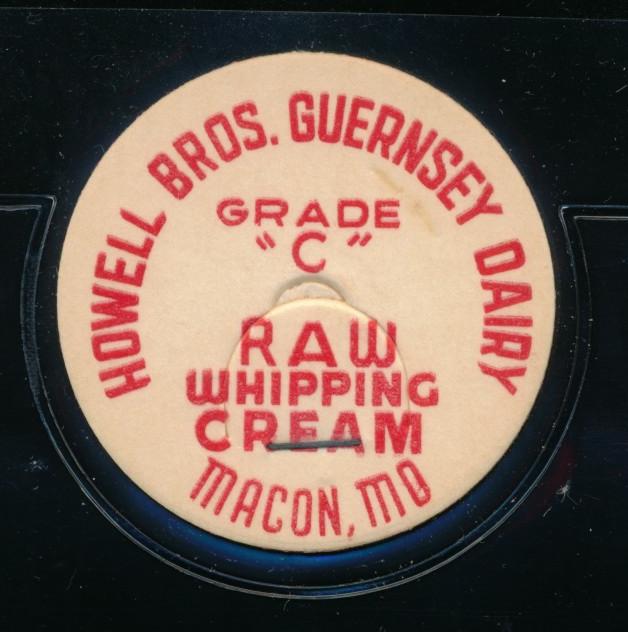 HOWELL BROS. GUERNSEY DAIRY
GRADE
"C"
RAW
WHIPPING
CREAM
MACON, MO